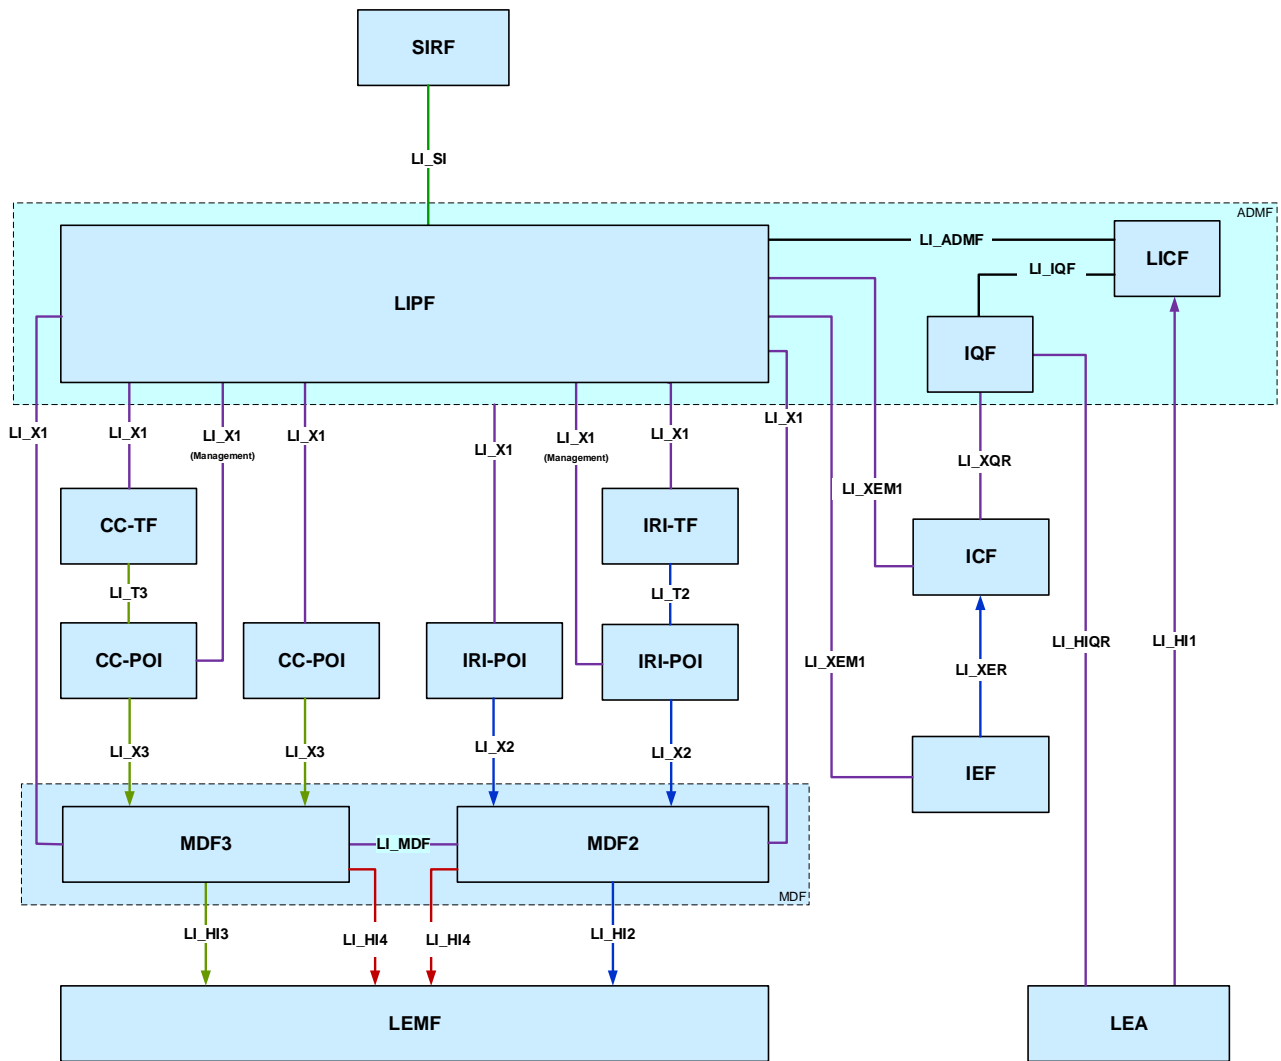 SIRF
LI_SI
ADMF
LI_ADMF
LICF
LI_IQF
LIPF
IQF
LI_X1
LI_X1
LI_X1
(Management)
LI_X1
LI_X1
LI_X1
(Management)
LI_X1
LI_X1
LI_XQR
LI_XEM1
CC-TF
IRI-TF
ICF
LI_T3
LI_T2
LI_HIQR
LI_HI1
CC-POI
CC-POI
IRI-POI
IRI-POI
LI_XEM1
LI_XER
LI_X3
LI_X3
LI_X2
LI_X2
IEF
MDF3
LI_MDF
MDF2
MDF
LI_HI3
LI_HI4
LI_HI4
LI_HI2
LEMF
LEA